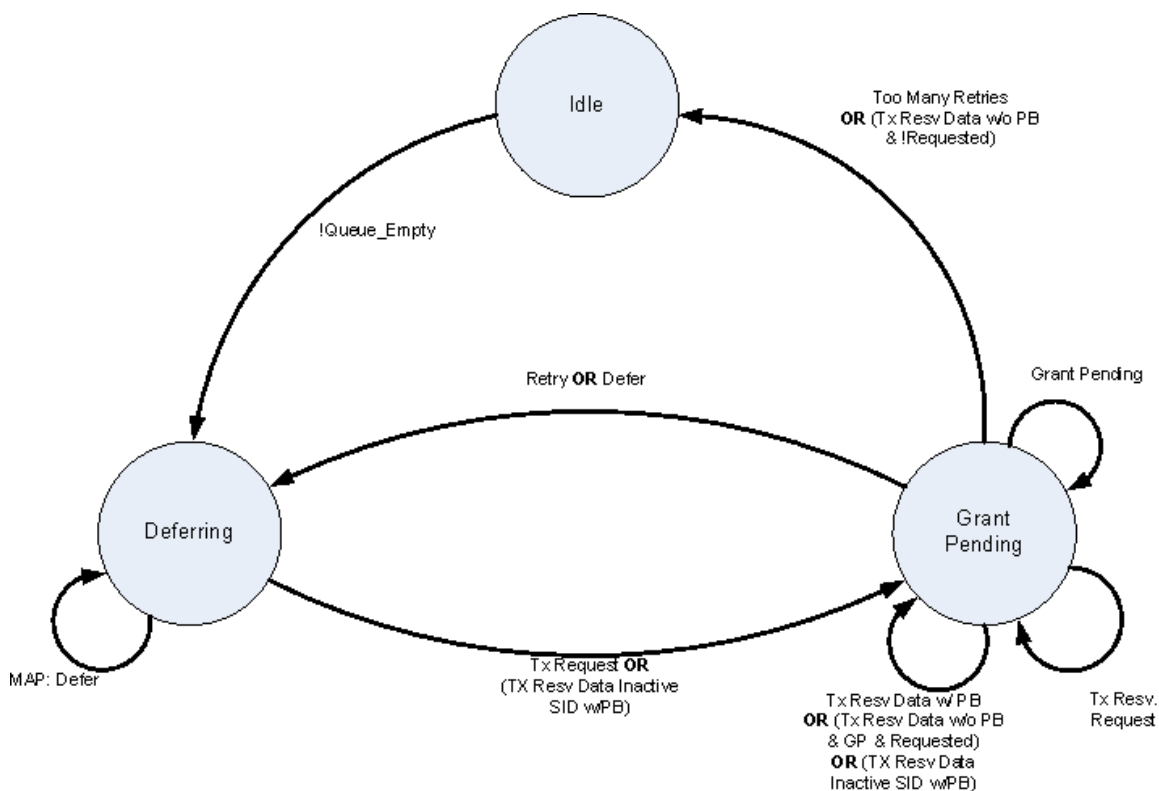 Idle
Too Many Retries
OR (Tx Resv Data w/o PB
& !Requested)
!Queue_Empty
Retry OR Defer
Grant Pending
Deferring
Grant
Pending
MAP: Defer
Tx Request OR
(TX Resv Data Inactive
SID w/PB)
Tx Resv Data w/ PB
OR (Tx Resv Data w/o PB
& GP & Requested)
OR (TX Resv Data
Inactive SID w/PB)
Tx Resv.
Request